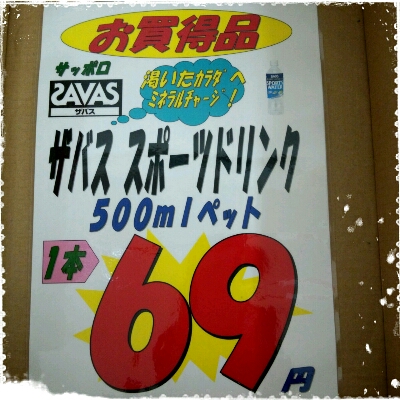 お買得品
サッポロ
SAVAS
ザバス
渇いたカラダへ
ミネラルチャージ!
SPORTS
WATER
ザバス スポーツドリンク
500mlペット
1本
69
円